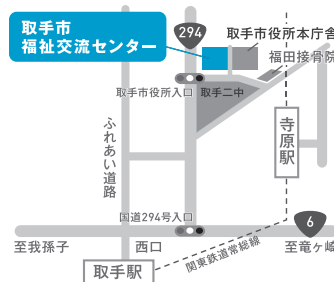 取手市
福祉交流センター
294
取手市役所本庁舎
福田接骨院
取手市役所入口
取手二中
ふれあい道路
寺原駅
国道294号入口
6
至我孫子
西口
関東鉄道常総線
至竜ヶ崎
取手駅